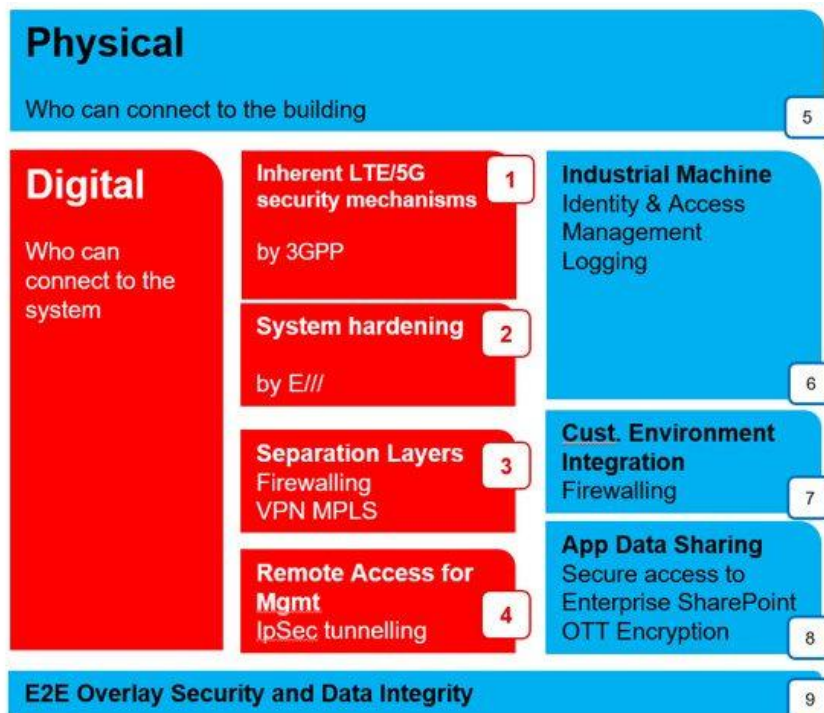 Physical
Who can connect to the building
5
Digital
Who can
connect to the
system
Inherent LTE/5G
security mechanisms
by 3GPP
1
System hardening
by E///
2
Separation Layers
Firewalling
VPN MPLS
3
Remote Access for
Mgmt
IpSec tunnelling
4
Industrial Machine
Identity & Access
Management
Logging
6
Cust. Environment
Integration
Firewalling
7
App Data Sharing
Secure access to
Enterprise SharePoint
OTT Encryption
8
E2E Overlay Security and Data Integrity
9